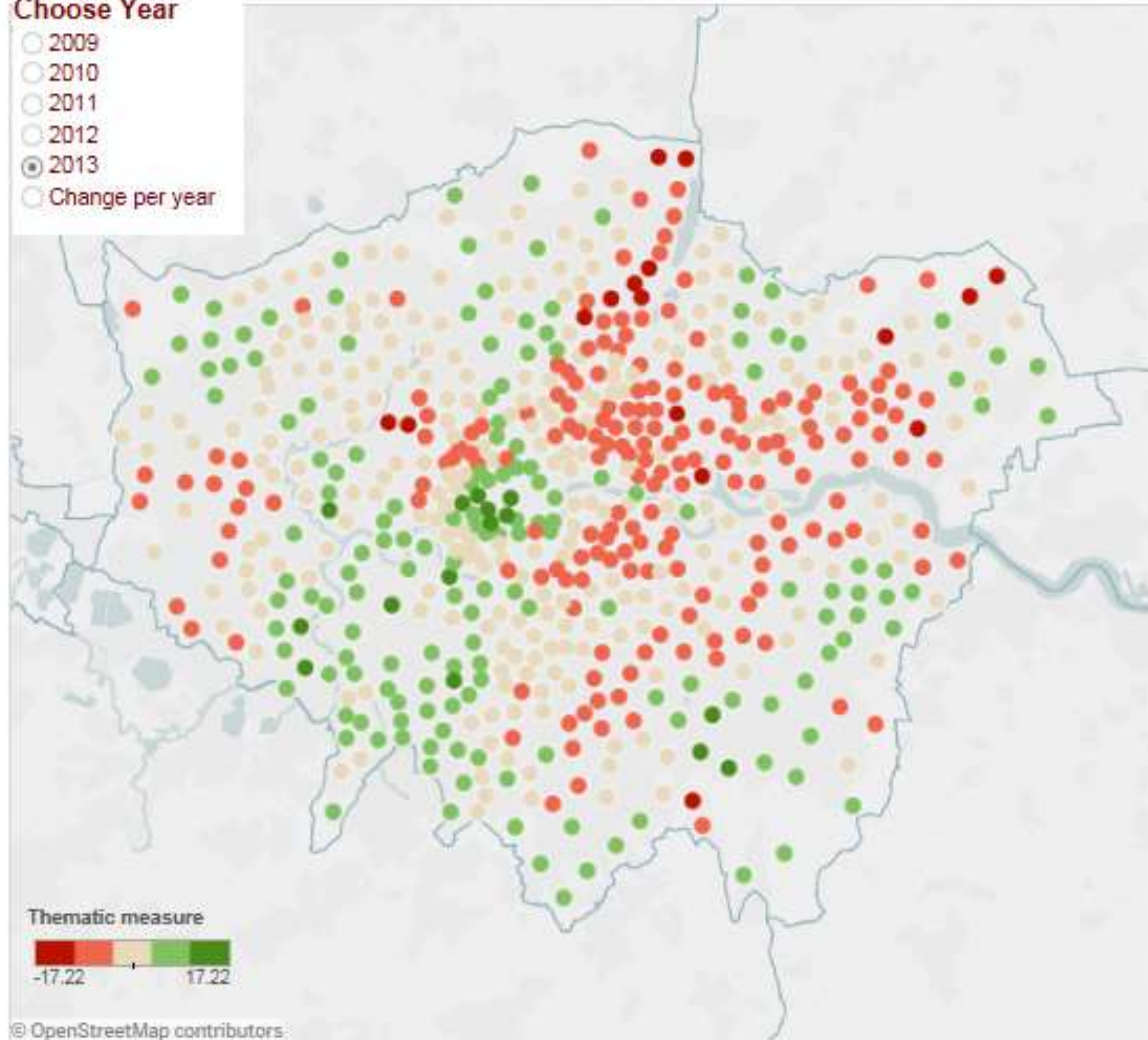 Choose Year
2009
2010
2011
2012
2013
Change per year
Thematic measure
-17.22 17.22
© OpenStreetMap contributors